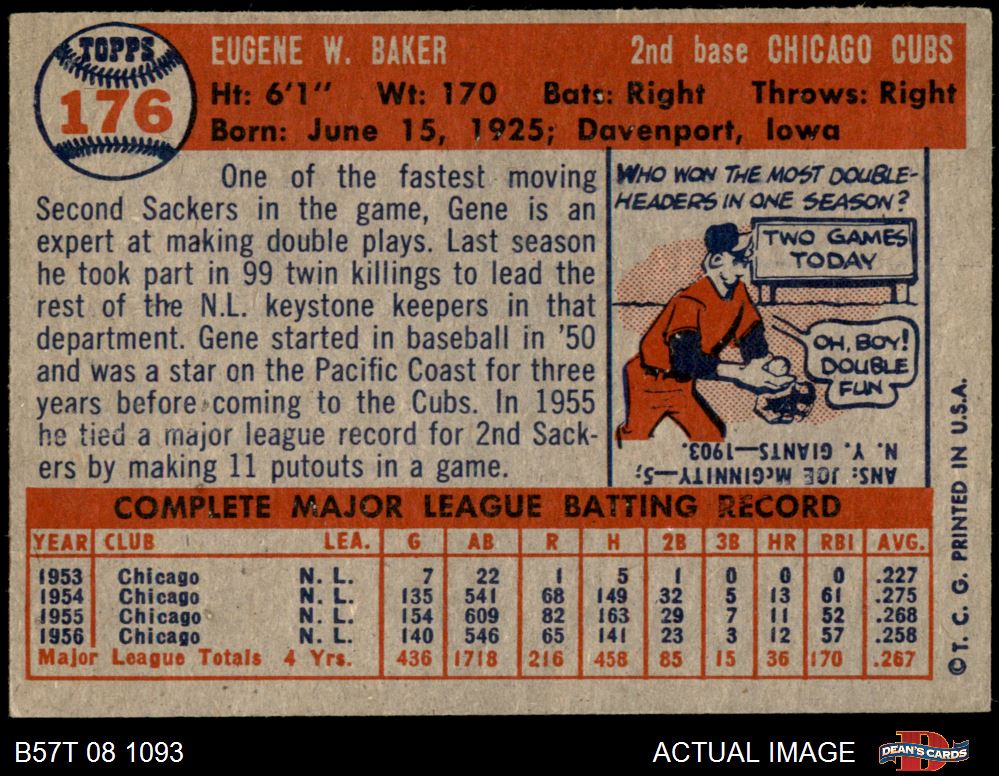 TOPPS
176
EUGENE W. BAKER 2nd base CHICAGO CUBS
Ht: 6'1" Wt: 170 Bats: Right Throws: Right
Born: June 15, 1925; Davenport, Iowa
One of the fastest moving
Second Sackers in the game, Gene is an
expert at making double plays. Last season
he took part in 99 twin killings to lead the
rest of the N.L. keystone keepers in that
department. Gene started in baseball in '50
and was a star on the Pacific Coast for three
years before coming to the Cubs. In 1955
he tied a major league record for 2nd Sack-
ers by making 11 putouts in a game.
WHO WON THE MOST DOUBLE-
HEADERS IN ONE SEASON?
TWO GAMES
TODAY
OH, BOY!
DOUBLE
FUN
ANS: JOE McGINNITY—5;
N. Y. GIANTS—1903.
COMPLETE MAJOR LEAGUE BATTING RECORD
YEAR CLUB LEA. G AB R H 2B 3B HR RBI AVG.
1953 Chicago N. L. 7 22 1 5 1 0 0 0 .227
1954 Chicago N. L. 135 541 68 149 32 5 13 61 .275
1955 Chicago N. L. 154 609 82 163 29 7 11 52 .268
1956 Chicago N. L. 140 546 65 141 23 3 12 57 .258
Major League Totals 4 Yrs. 436 1718 216 458 85 15 36 170 .267
©T. C. G. PRINTED IN U.S.A.
B57T 08 1093 ACTUAL IMAGE DEAN'S CARDS